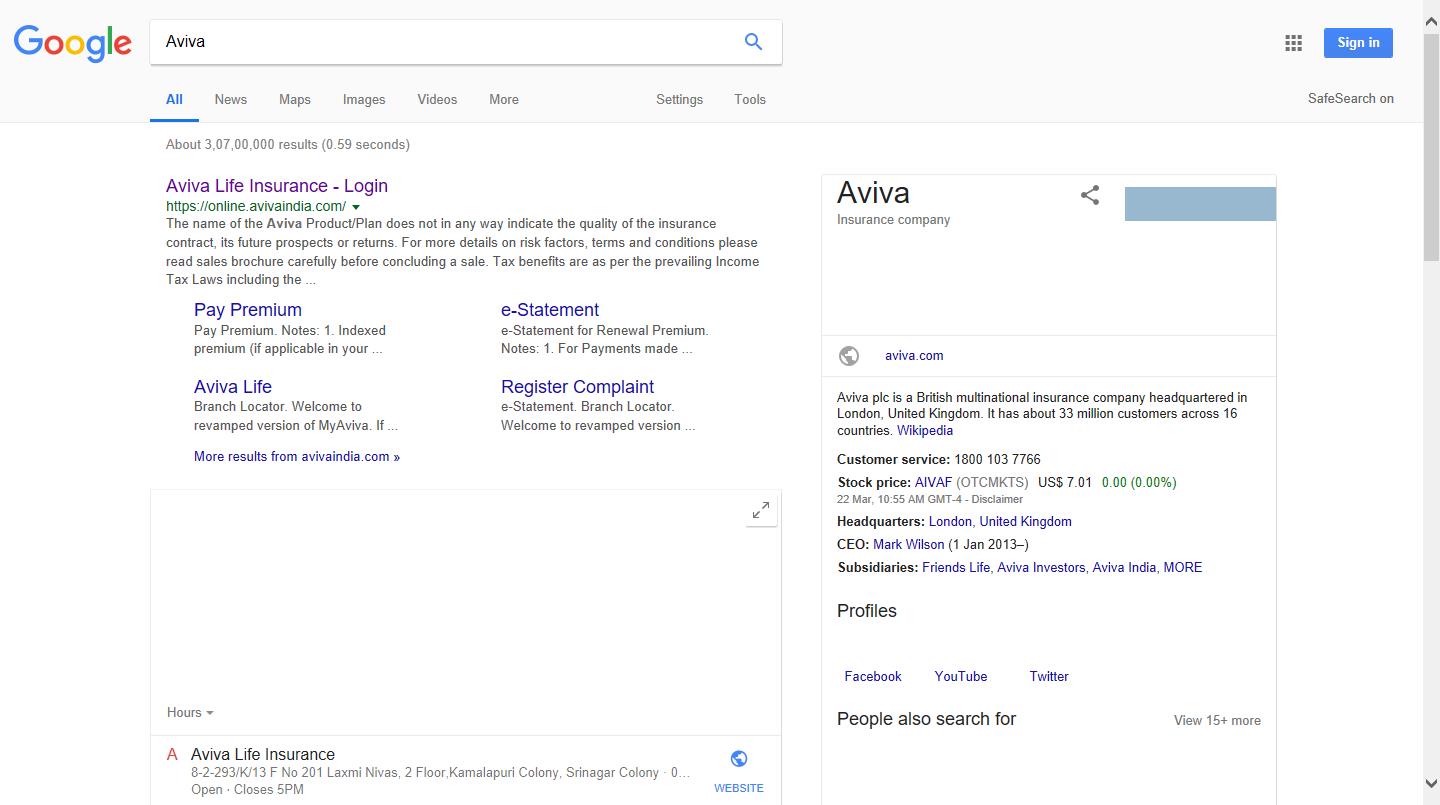 Google
Aviva
Sign in
All News Maps Images Videos More Settings Tools
SafeSearch on
About 3,07,00,000 results (0.59 seconds)
Aviva Life Insurance - Login
https://online.avivaindia.com/
The name of the Aviva Product/Plan does not in any way indicate the quality of the insurance
contract, its future prospects or returns. For more details on risk factors, terms and conditions please
read sales brochure carefully before concluding a sale. Tax benefits are as per the prevailing Income
Tax Laws including the ...
Pay Premium
Pay Premium. Notes: 1. Indexed
premium (if applicable in your ...
e-Statement
e-Statement for Renewal Premium.
Notes: 1. For Payments made ...
Aviva Life
Branch Locator. Welcome to
revamped version of MyAviva. If ...
Register Complaint
e-Statement. Branch Locator.
Welcome to revamped version ...
More results from avivaindia.com »
Hours
A Aviva Life Insurance
8-2-293/K/13 F No 201 Laxmi Nivas, 2 Floor,Kamalapuri Colony, Srinagar Colony · 0...
Open · Closes 5PM
WEBSITE
Aviva
Insurance company
aviva.com
Aviva plc is a British multinational insurance company headquartered in
London, United Kingdom. It has about 33 million customers across 16
countries. Wikipedia
Customer service: 1800 103 7766
Stock price: AIVAF (OTCMKTS) US$ 7.01 0.00 (0.00%)
22 Mar, 10:55 AM GMT-4 - Disclaimer
Headquarters: London, United Kingdom
CEO: Mark Wilson (1 Jan 2013–)
Subsidiaries: Friends Life, Aviva Investors, Aviva India, MORE
Profiles
Facebook YouTube Twitter
People also search for View 15+ more